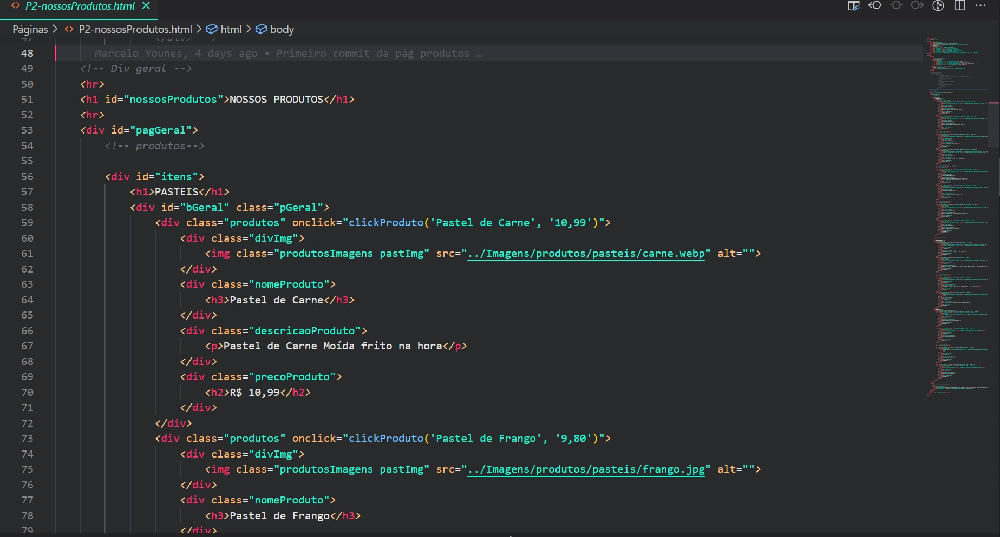 P2-nossosProdutos.html
Páginas > P2-nossosProdutos.html > html > body
47 </div> -->
48 Marcelo Younes, 4 days ago • Primeiro commit da pág produtos …
49 <!-- Div geral -->
50 <hr>
51 <h1 id="nossosProdutos">NOSSOS PRODUTOS</h1>
52 <hr>
53 <div id="pagGeral">
54 <!-- produtos-->
55
56 <div id="itens">
57 <h1>PASTEIS</h1>
58 <div id="bGeral" class="pGeral">
59 <div class="produtos" onclick="clickProduto('Pastel de Carne', '10,99')">
60 <div class="divImg">
61 <img class="produtosImagens pastImg" src="../Imagens/produtos/pasteis/carne.webp" alt="">
62 </div>
63 <div class="nomeProduto">
64 <h3>Pastel de Carne</h3>
65 </div>
66 <div class="descricaoProduto">
67 <p>Pastel de Carne Moída frito na hora</p>
68 </div>
69 <div class="precoProduto">
70 <h2>R$ 10,99</h2>
71 </div>
72 </div>
73 <div class="produtos" onclick="clickProduto('Pastel de Frango', '9,80')">
74 <div class="divImg">
75 <img class="produtosImagens pastImg" src="../Imagens/produtos/pasteis/frango.jpg" alt="">
76 </div>
77 <div class="nomeProduto">
78 <h3>Pastel de Frango</h3>
79 </div>